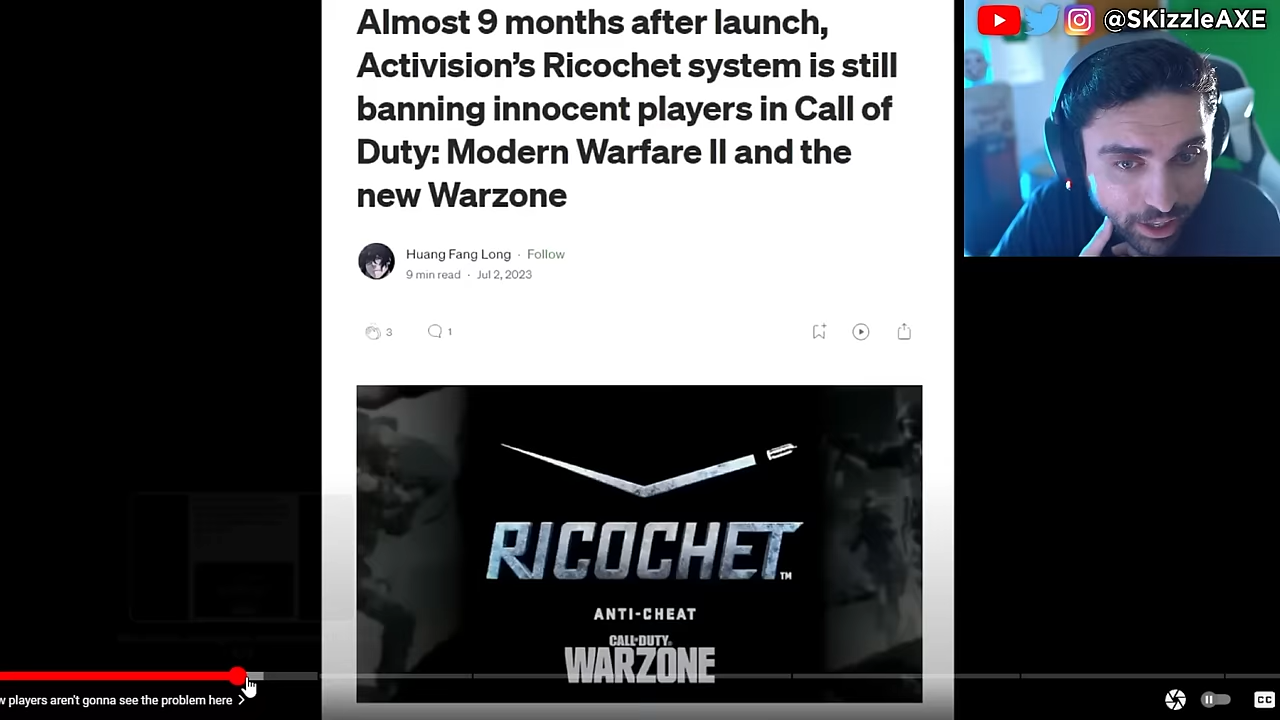 Almost 9 months after launch,
Activision's Ricochet system is still
banning innocent players in Call of
Duty: Modern Warfare II and the
new Warzone
Huang Fang Long · Follow
9 min read · Jul 2, 2023
3
1
RICOCHET™
ANTI-CHEAT
CALL OF DUTY
WARZONE
@SKizzleAXE
w players aren't gonna see the problem here
CC